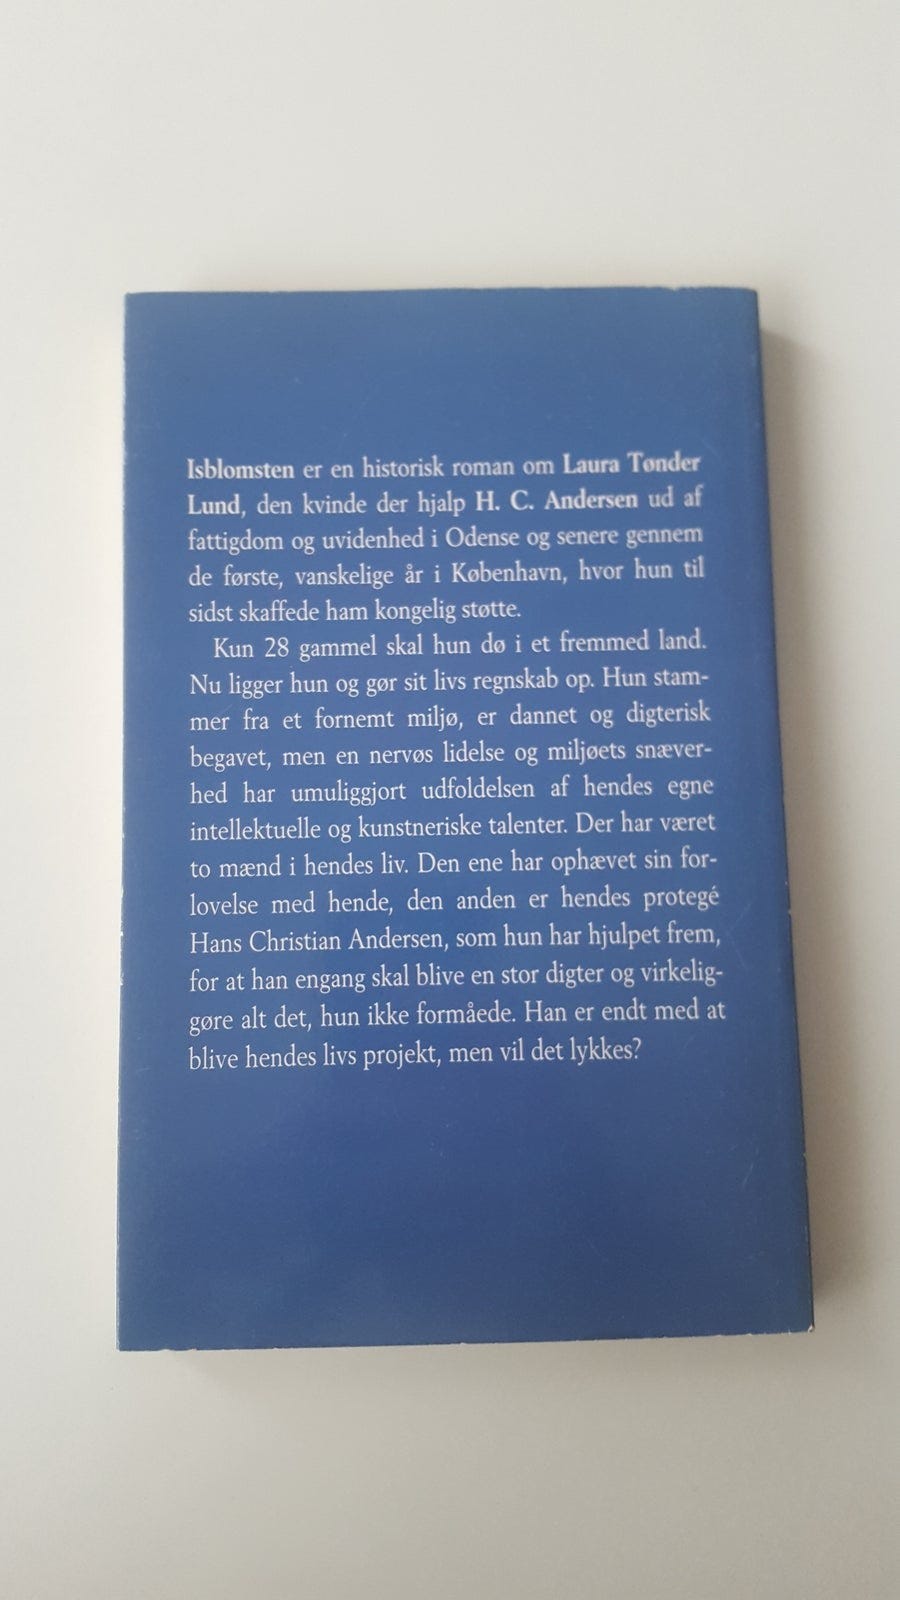 Isblomsten er en historisk roman om Laura Tønder
Lund, den kvinde der hjalp H. C. Andersen ud af
fattigdom og uvidenhed i Odense og senere gennem
de første, vanskelige år i København, hvor hun til
sidst skaffede ham kongelig støtte.
Kun 28 gammel skal hun dø i et fremmed land.
Nu ligger hun og gør sit livs regnskab op. Hun stam-
mer fra et fornemt miljø, er dannet og digterisk
begavet, men en nervøs lidelse og miljøets snæver-
hed har umuliggjort udfoldelsen af hendes egne
intellektuelle og kunstneriske talenter. Der har været
to mænd i hendes liv. Den ene har ophævet sin for-
lovelse med hende, den anden er hendes protegé
Hans Christian Andersen, som hun har hjulpet frem,
for at han engang skal blive en stor digter og virkelig-
gøre alt det, hun ikke formåede. Han er endt med at
blive hendes livs projekt, men vil det lykkes?